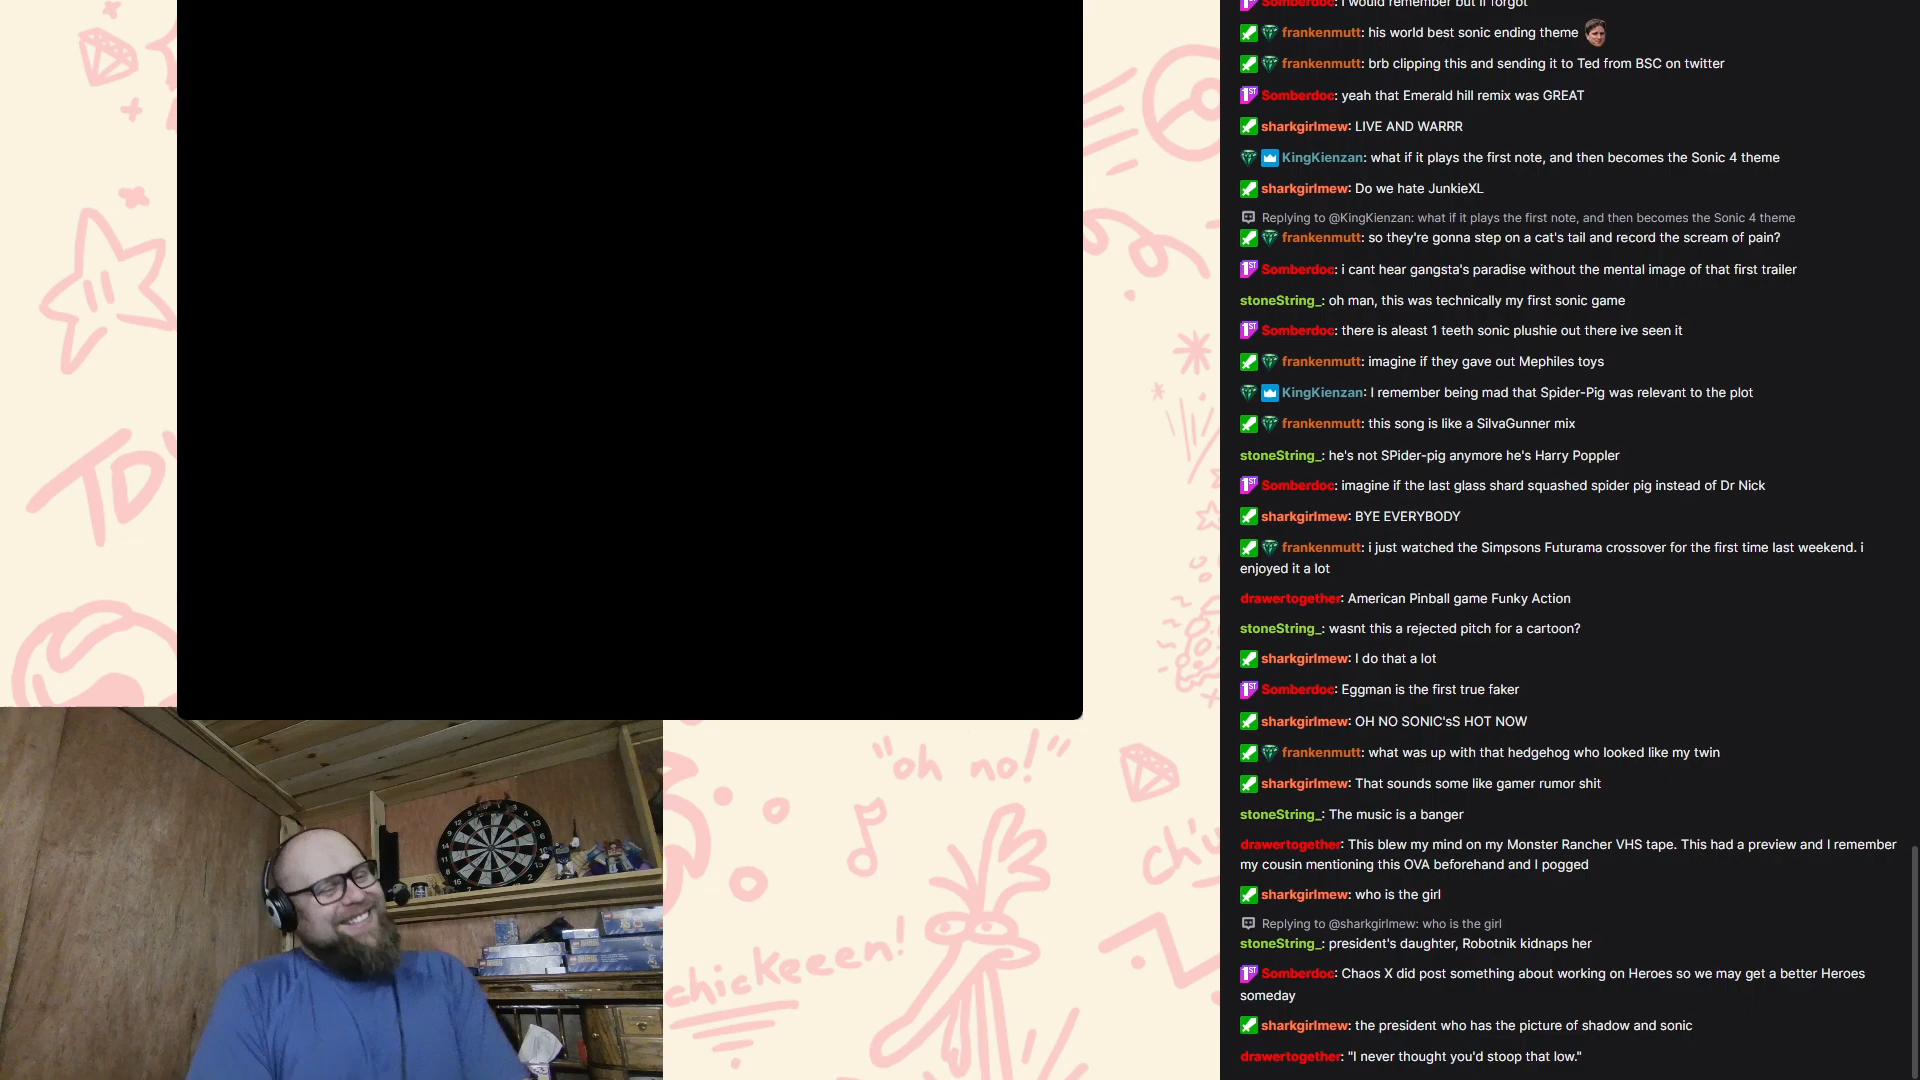 Somberdoc: I would remember but II forgot
frankenmutt: his world best sonic ending theme
frankenmutt: brb clipping this and sending it to Ted from BSC on twitter
Somberdoc: yeah that Emerald hill remix was GREAT
sharkgirlmew: LIVE AND WARRR
KingKienzan: what if it plays the first note, and then becomes the Sonic 4 theme
sharkgirlmew: Do we hate JunkieXL
Replying to @KingKienzan: what if it plays the first note, and then becomes the Sonic 4 theme
frankenmutt: so they're gonna step on a cat's tail and record the scream of pain?
Somberdoc: i cant hear gangsta's paradise without the mental image of that first trailer
stoneString_: oh man, this was technically my first sonic game
Somberdoc: there is aleast 1 teeth sonic plushie out there ive seen it
frankenmutt: imagine if they gave out Mephiles toys
KingKienzan: I remember being mad that Spider-Pig was relevant to the plot
frankenmutt: this song is like a SilvaGunner mix
stoneString_: he's not SPider-pig anymore he's Harry Poppler
Somberdoc: imagine if the last glass shard squashed spider pig instead of Dr Nick
sharkgirlmew: BYE EVERYBODY
frankenmutt: i just watched the Simpsons Futurama crossover for the first time last weekend. i
enjoyed it a lot
drawertogether: American Pinball game Funky Action
stoneString_: wasnt this a rejected pitch for a cartoon?
sharkgirlmew: I do that a lot
Somberdoc: Eggman is the first true faker
sharkgirlmew: OH NO SONIC'sS HOT NOW
frankenmutt: what was up with that hedgehog who looked like my twin
sharkgirlmew: That sounds some like gamer rumor shit
stoneString_: The music is a banger
drawertogether: This blew my mind on my Monster Rancher VHS tape. This had a preview and I remember
my cousin mentioning this OVA beforehand and I pogged
sharkgirlmew: who is the girl
Replying to @sharkgirlmew: who is the girl
stoneString_: president's daughter, Robotnik kidnaps her
Somberdoc: Chaos X did post something about working on Heroes so we may get a better Heroes
someday
sharkgirlmew: the president who has the picture of shadow and sonic
drawertogether: "I never thought you'd stoop that low."
"oh no!"
chickeeen!